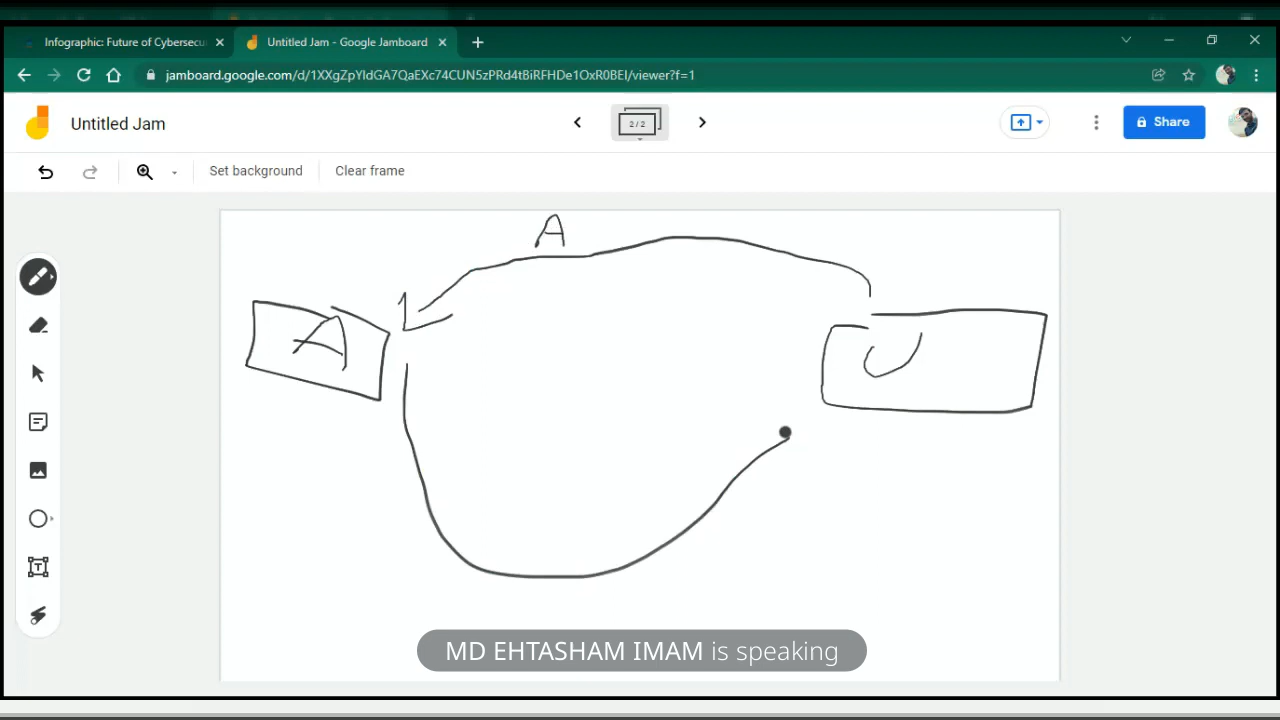 Infographic: Future of Cybersecu
Untitled Jam - Google Jamboard
jamboard.google.com/d/1XXgZpYldGA7QaEXc74CUN5zPRd4tBiRFHDe1OxR0BEI/viewer?f=1
Untitled Jam
2 / 2
Share
Set background
Clear frame
A
A
U
MD EHTASHAM IMAM is speaking